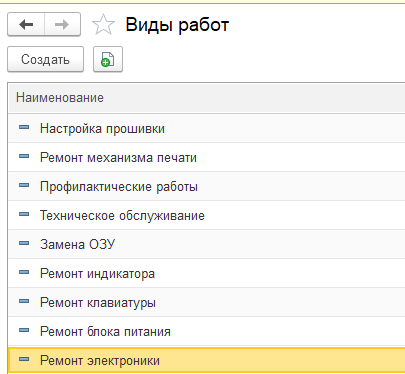 Виды работ
Создать
Наименование
Настройка прошивки
Ремонт механизма печати
Профилактические работы
Техническое обслуживание
Замена ОЗУ
Ремонт индикатора
Ремонт клавиатуры
Ремонт блока питания
Ремонт электроники